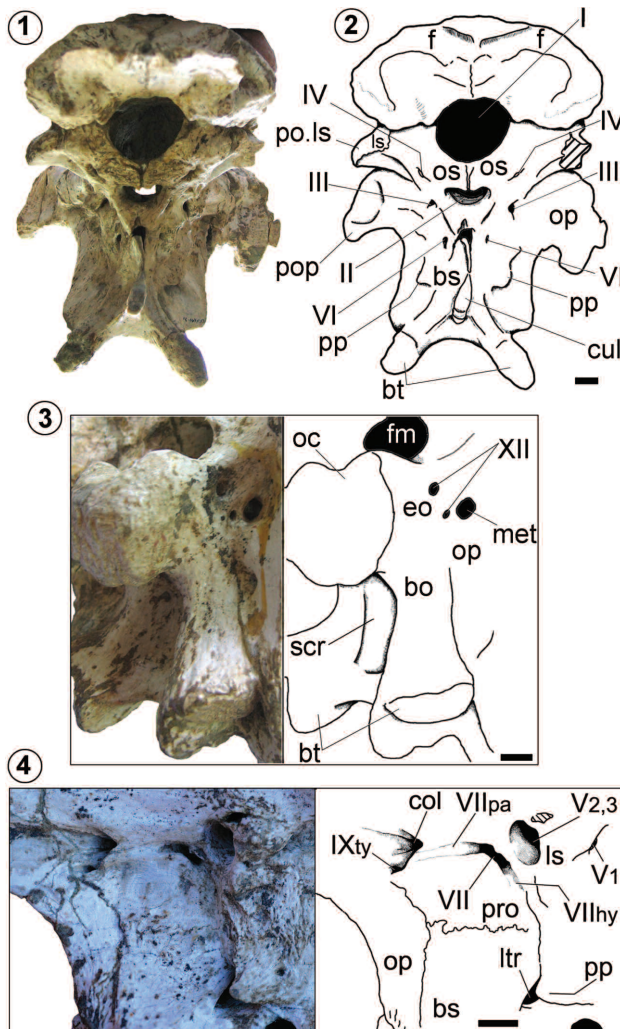 1
2
f f I
IV IV
po.ls ls
os os
III III
op
pop
II
VI bs
VI
pp pp
cul
bt
3
fm
oc XII
eo
met
op
bo
scr
bt
4
col VIIpa V2,3
IXty ls
V1
VII
VIIhy
pro
op ltr
pp
bs